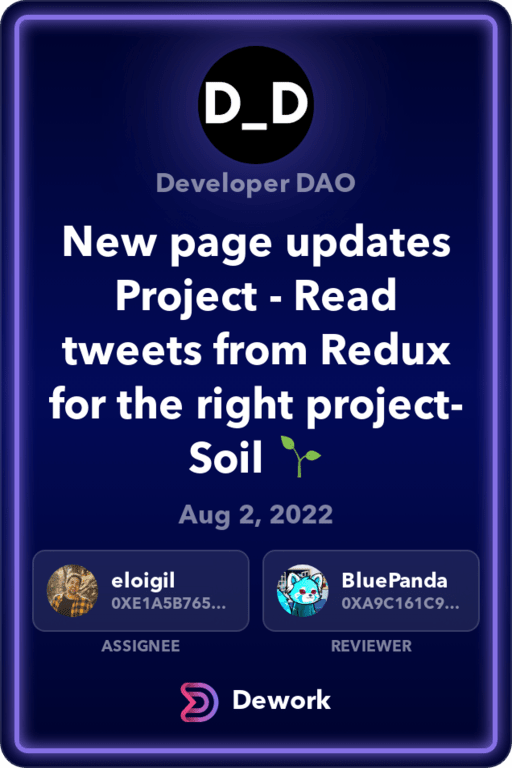 D_D
Developer DAO
New page updates
Project - Read
tweets from Redux
for the right project-
Soil 🌱
Aug 2, 2022
eloigil
0XE1A5B765...
ASSIGNEE
BluePanda
0XA9C161C9...
REVIEWER
Dework